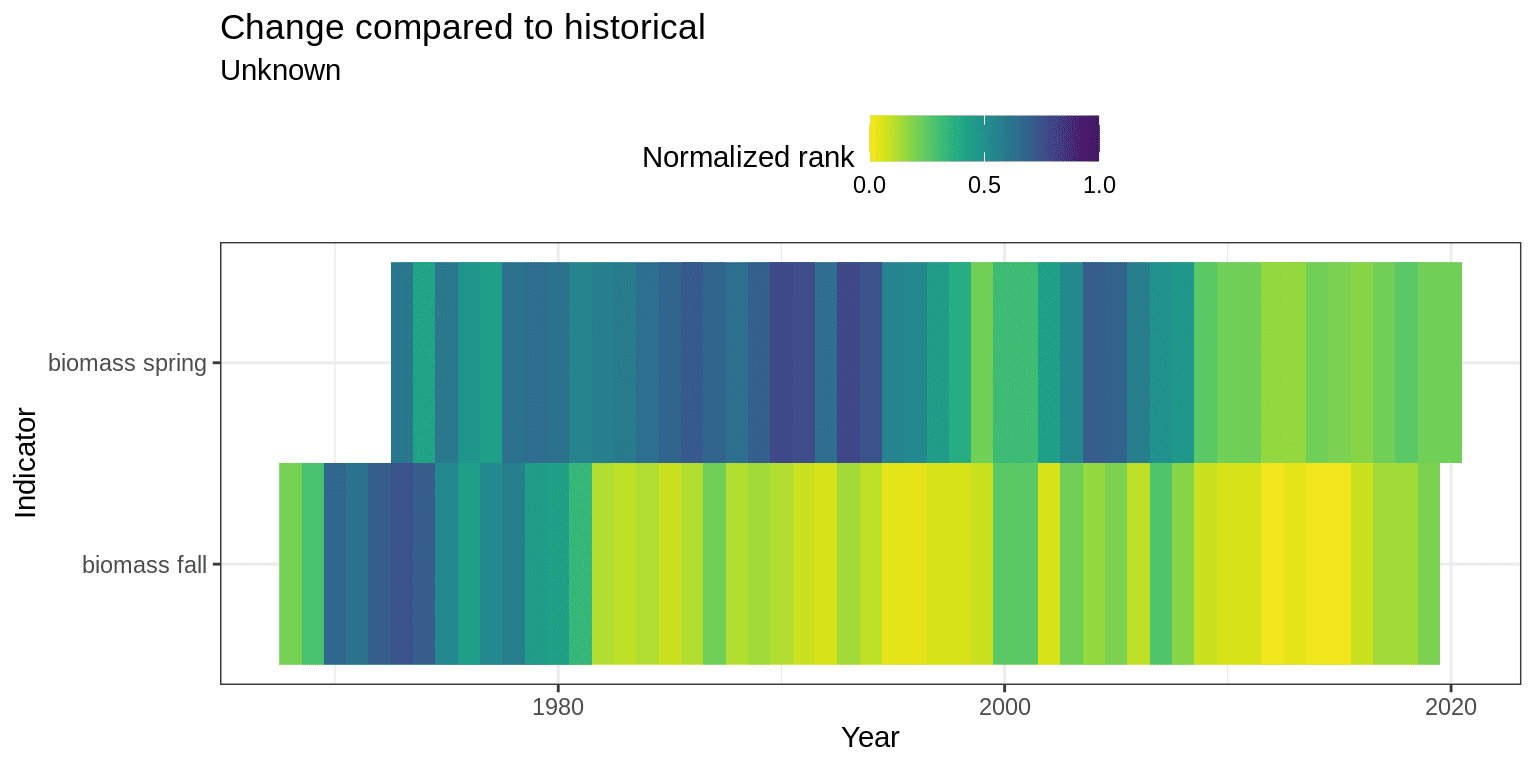 Change compared to historical
Unknown
Normalized rank
0.0 0.5 1.0
Indicator
biomass spring
biomass fall
1980 2000 2020
Year